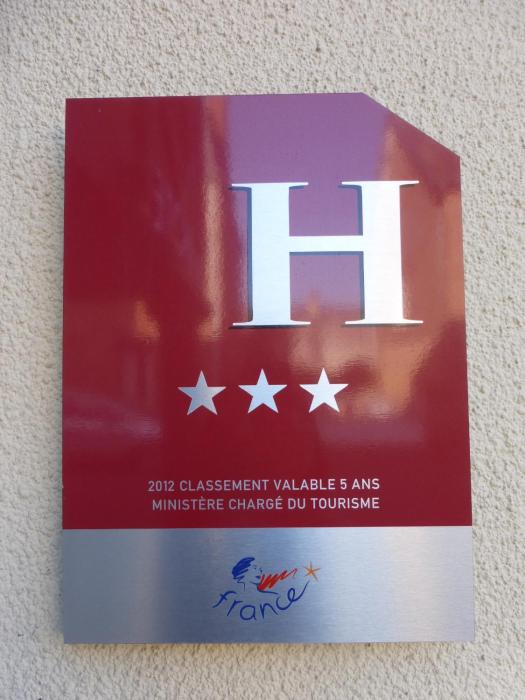 H
2012 CLASSEMENT VALABLE 5 ANS
MINISTÈRE CHARGÉ DU TOURISME
france